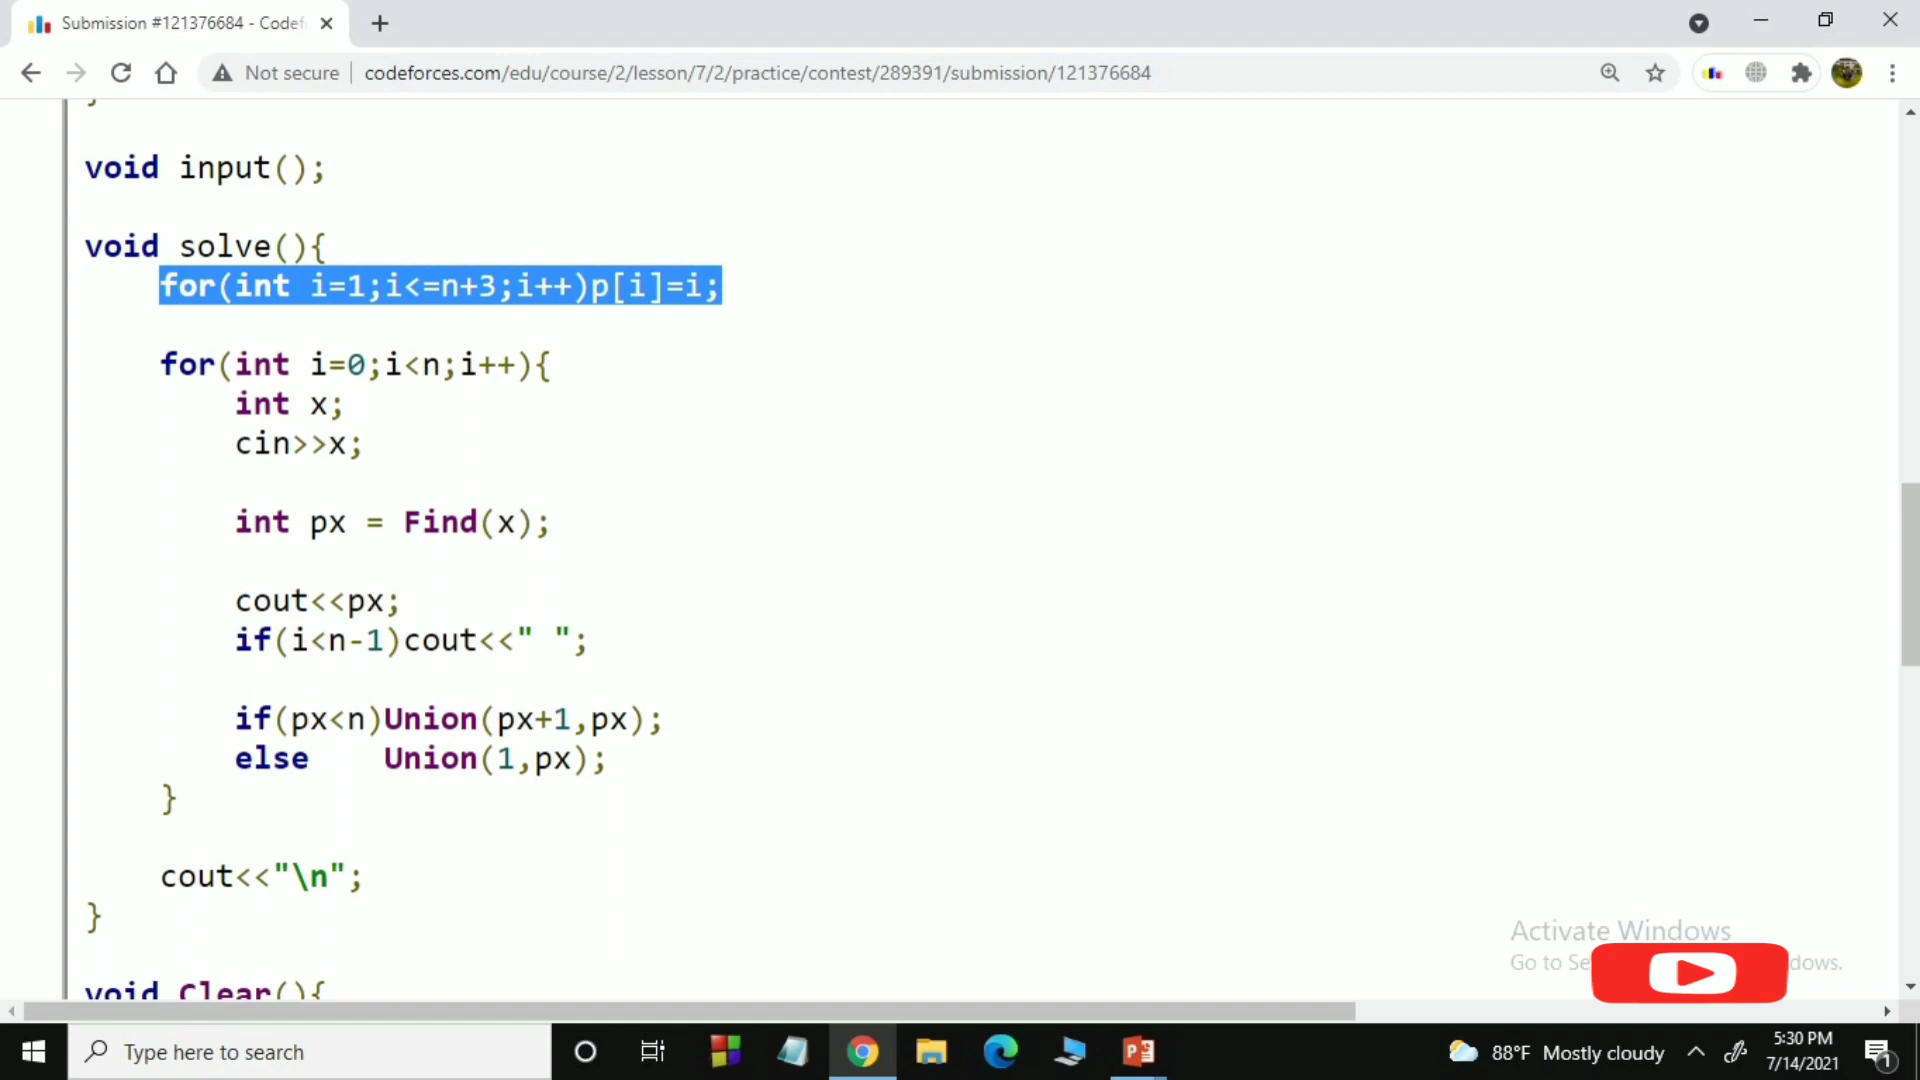 Submission #121376684 - Codef
Not secure
codeforces.com/edu/course/2/lesson/7/2/practice/contest/289391/submission/121376684
}
void input();
void solve(){
for(int i=1;i<=n+3;i++)p[i]=i;
for(int i=0;i<n;i++){
int x;
cin>>x;
int px = Find(x);
cout<<px;
if(i<n-1)cout<<" ";
if(px<n)Union(px+1,px);
else    Union(1,px);
}
cout<<"\n";
}
void Clear(){
Activate Windows
Go to Se
dows.
Type here to search
88°F Mostly cloudy
5:30 PM
7/14/2021
1